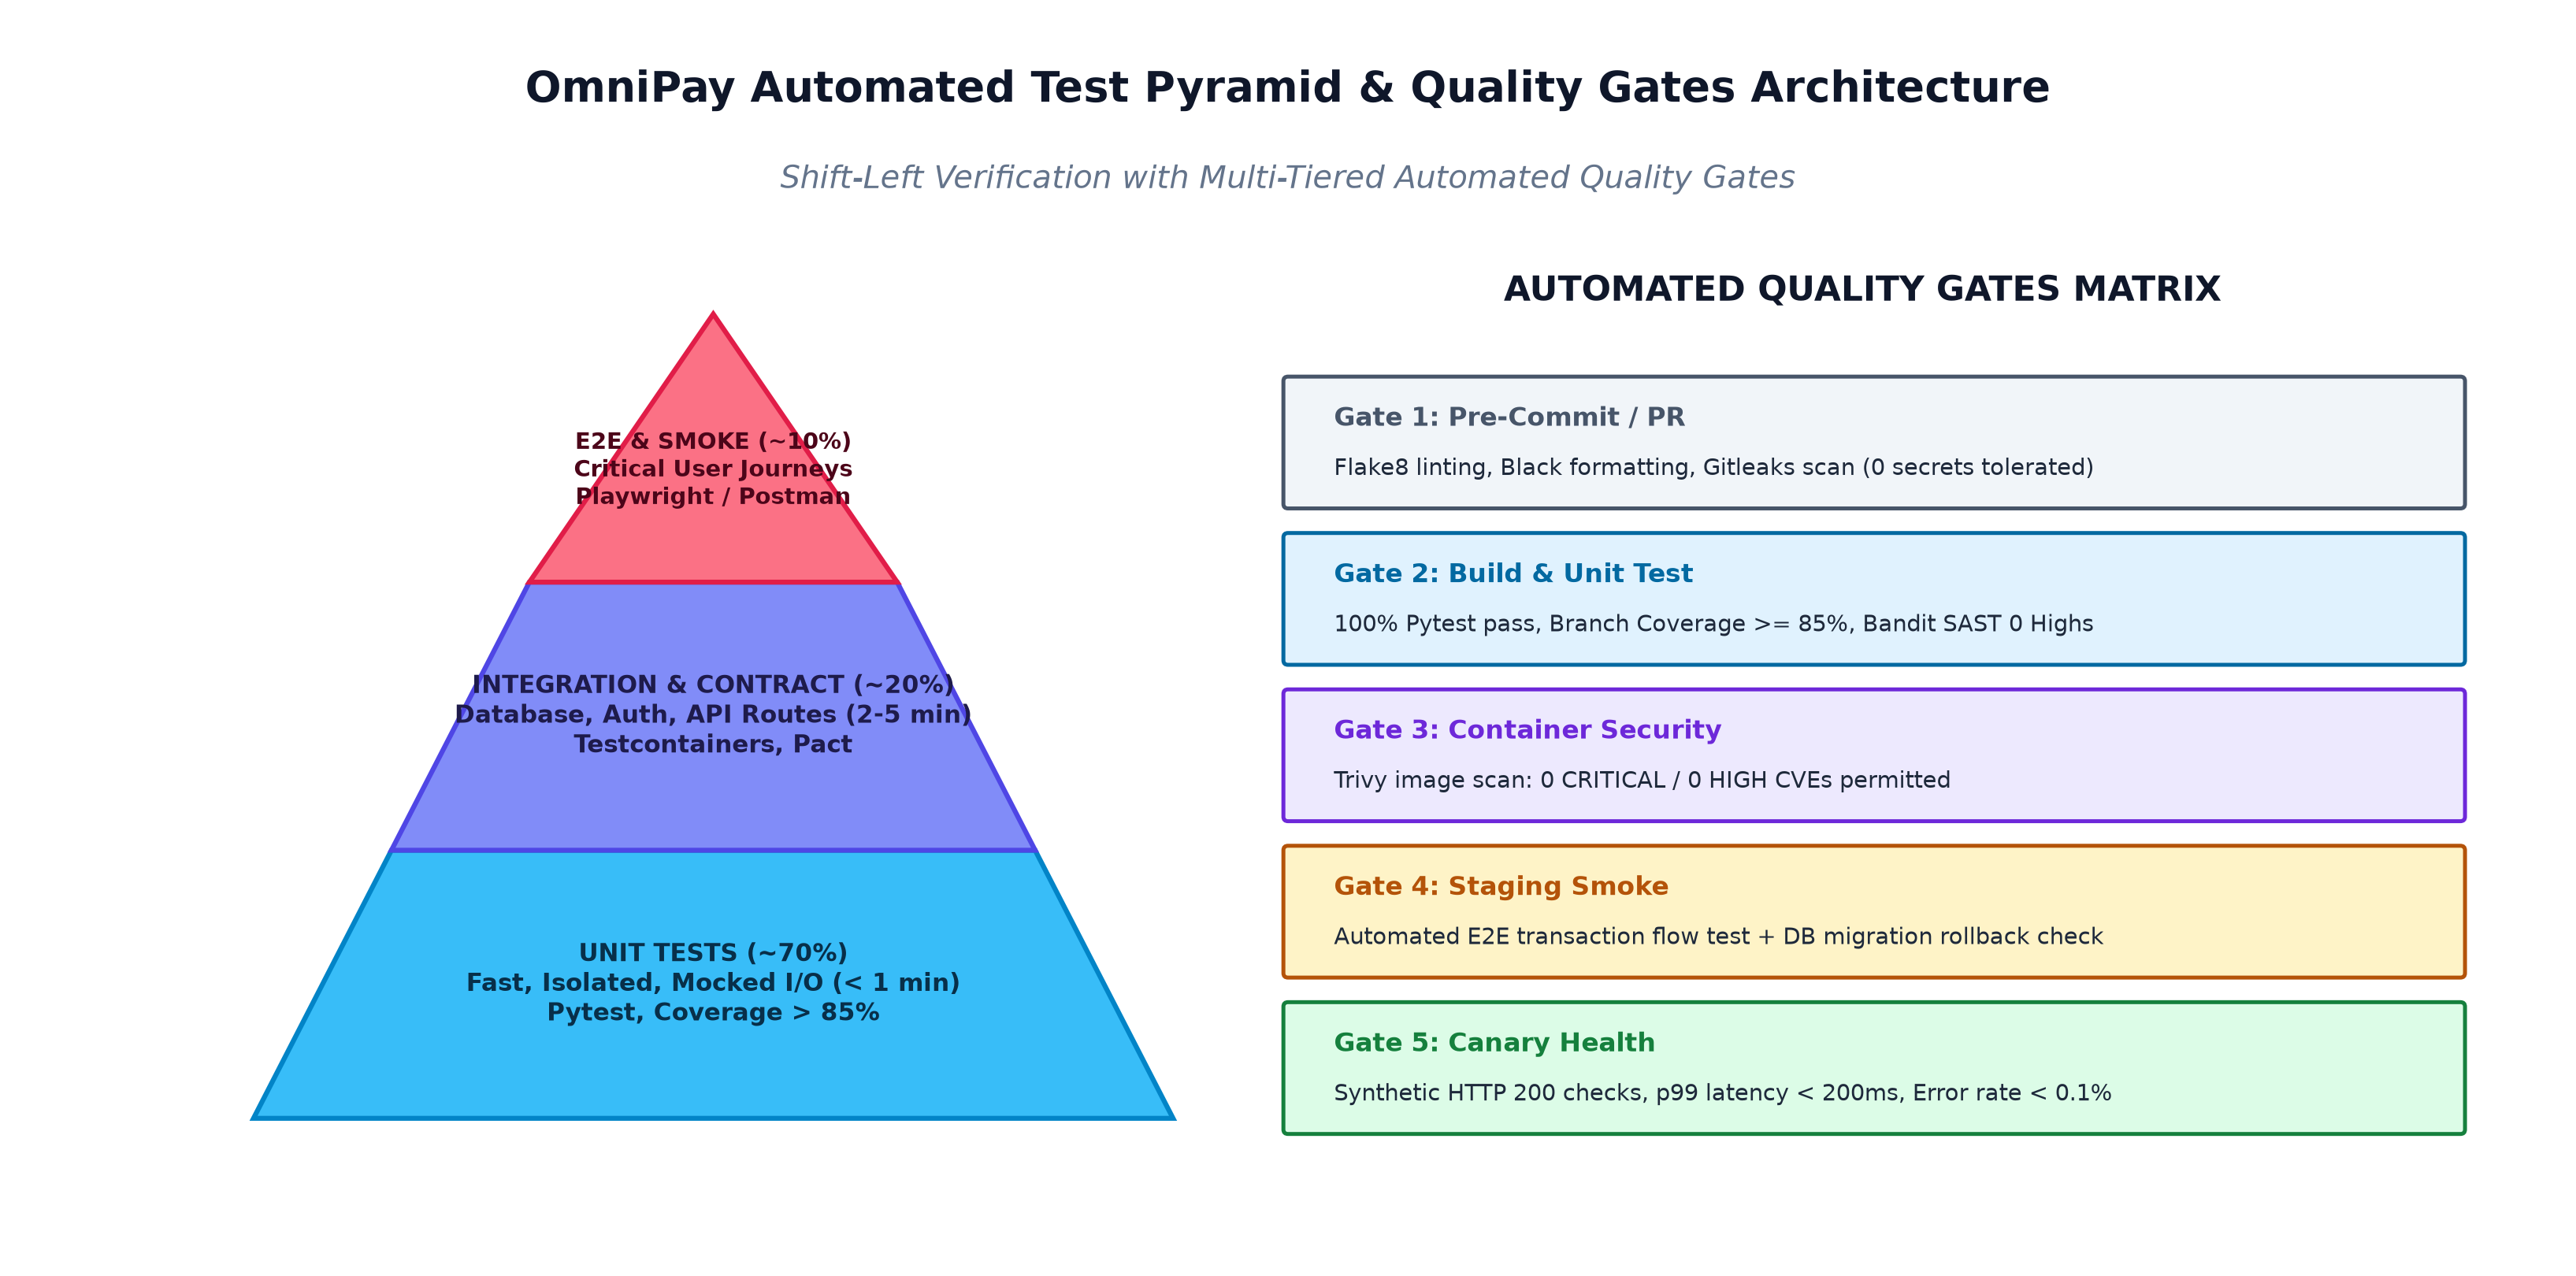 OmniPay Automated Test Pyramid & Quality Gates Architecture
Shift-Left Verification with Multi-Tiered Automated Quality Gates
E2E & SMOKE (~10%)
Critical User Journeys
Playwright / Postman
INTEGRATION & CONTRACT (~20%)
Database, Auth, API Routes (2-5 min)
Testcontainers, Pact
UNIT TESTS (~70%)
Fast, Isolated, Mocked I/O (< 1 min)
Pytest, Coverage > 85%
AUTOMATED QUALITY GATES MATRIX
Gate 1: Pre-Commit / PR
Flake8 linting, Black formatting, Gitleaks scan (0 secrets tolerated)
Gate 2: Build & Unit Test
100% Pytest pass, Branch Coverage >= 85%, Bandit SAST 0 Highs
Gate 3: Container Security
Trivy image scan: 0 CRITICAL / 0 HIGH CVEs permitted
Gate 4: Staging Smoke
Automated E2E transaction flow test + DB migration rollback check
Gate 5: Canary Health
Synthetic HTTP 200 checks, p99 latency < 200ms, Error rate < 0.1%